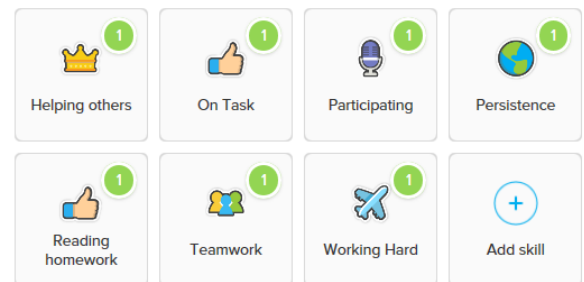 1
1
1
1
Helping others
On Task
Participating
Persistence
1
1
1
Reading
homework
Teamwork
Working Hard
Add skill